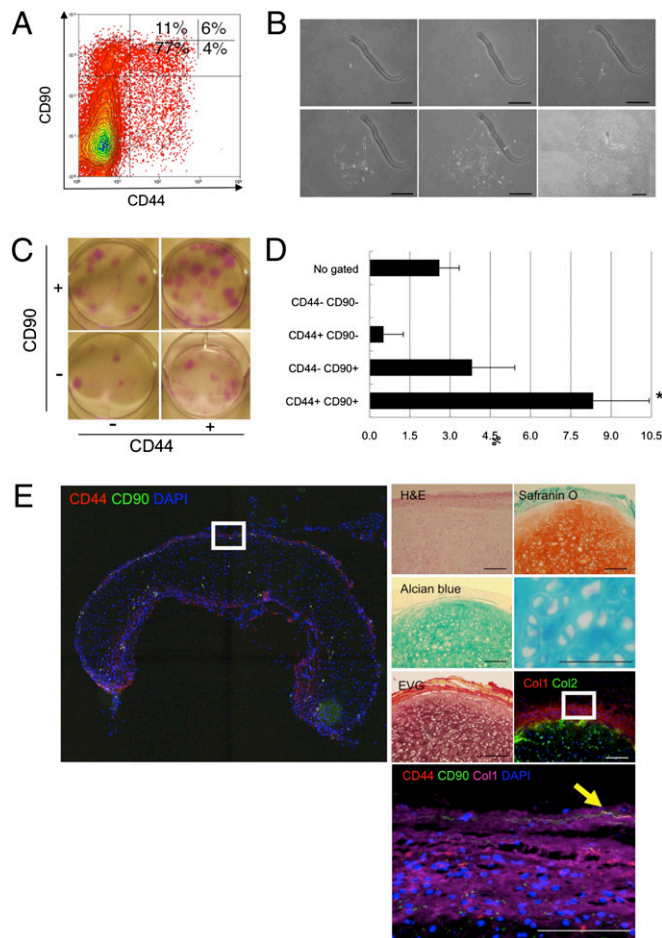 A
11% 6%
77% 4%
CD90
CD44
B
C
CD90
+
-
- +
CD44
D
No gated
CD44- CD90-
CD44+ CD90-
CD44- CD90+
CD44+ CD90+
*
0.0 1.5 3.0 4.5 6.0 7.5 9.0 10.5
%
E
CD44 CD90 DAPI
H&E
Safranin O
Alcian blue
EVG
Col1 Col2
CD44 CD90 Col1 DAPI